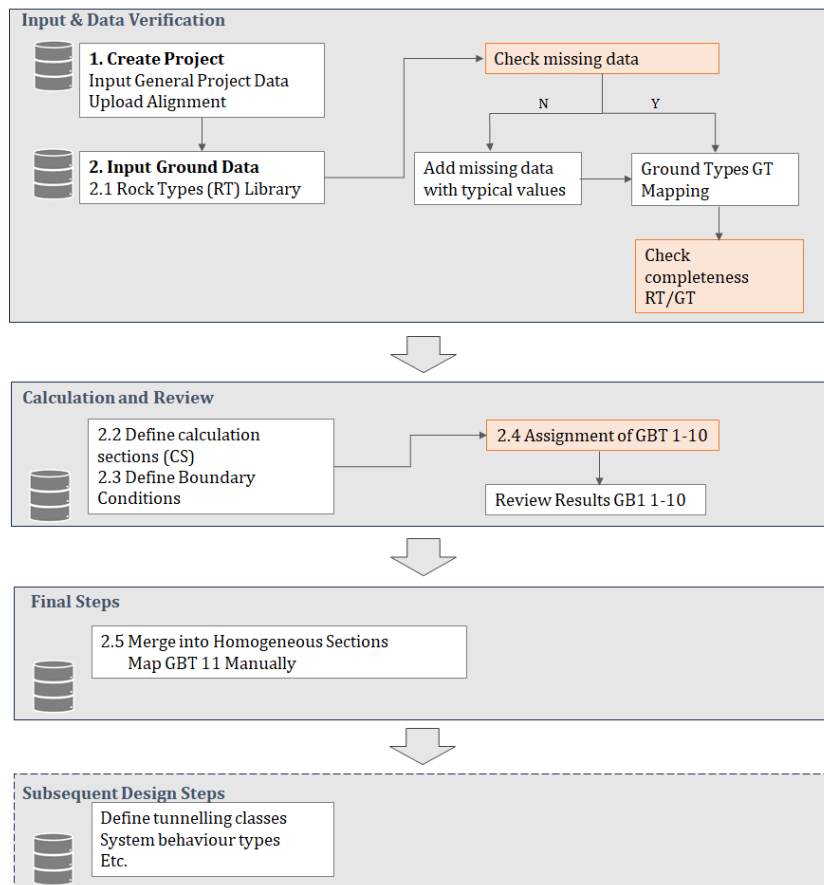 Input & Data Verification
1. Create Project
Input General Project Data
Upload Alignment
2. Input Ground Data
2.1 Rock Types (RT) Library
Check missing data
N
Y
Add missing data
with typical values
Ground Types GT
Mapping
Check
completeness
RT/GT
Calculation and Review
2.2 Define calculation
sections (CS)
2.3 Define Boundary
Conditions
2.4 Assignment of GBT 1-10
Review Results GB1 1-10
Final Steps
2.5 Merge into Homogeneous Sections
Map GBT 11 Manually
Subsequent Design Steps
Define tunnelling classes
System behaviour types
Etc.